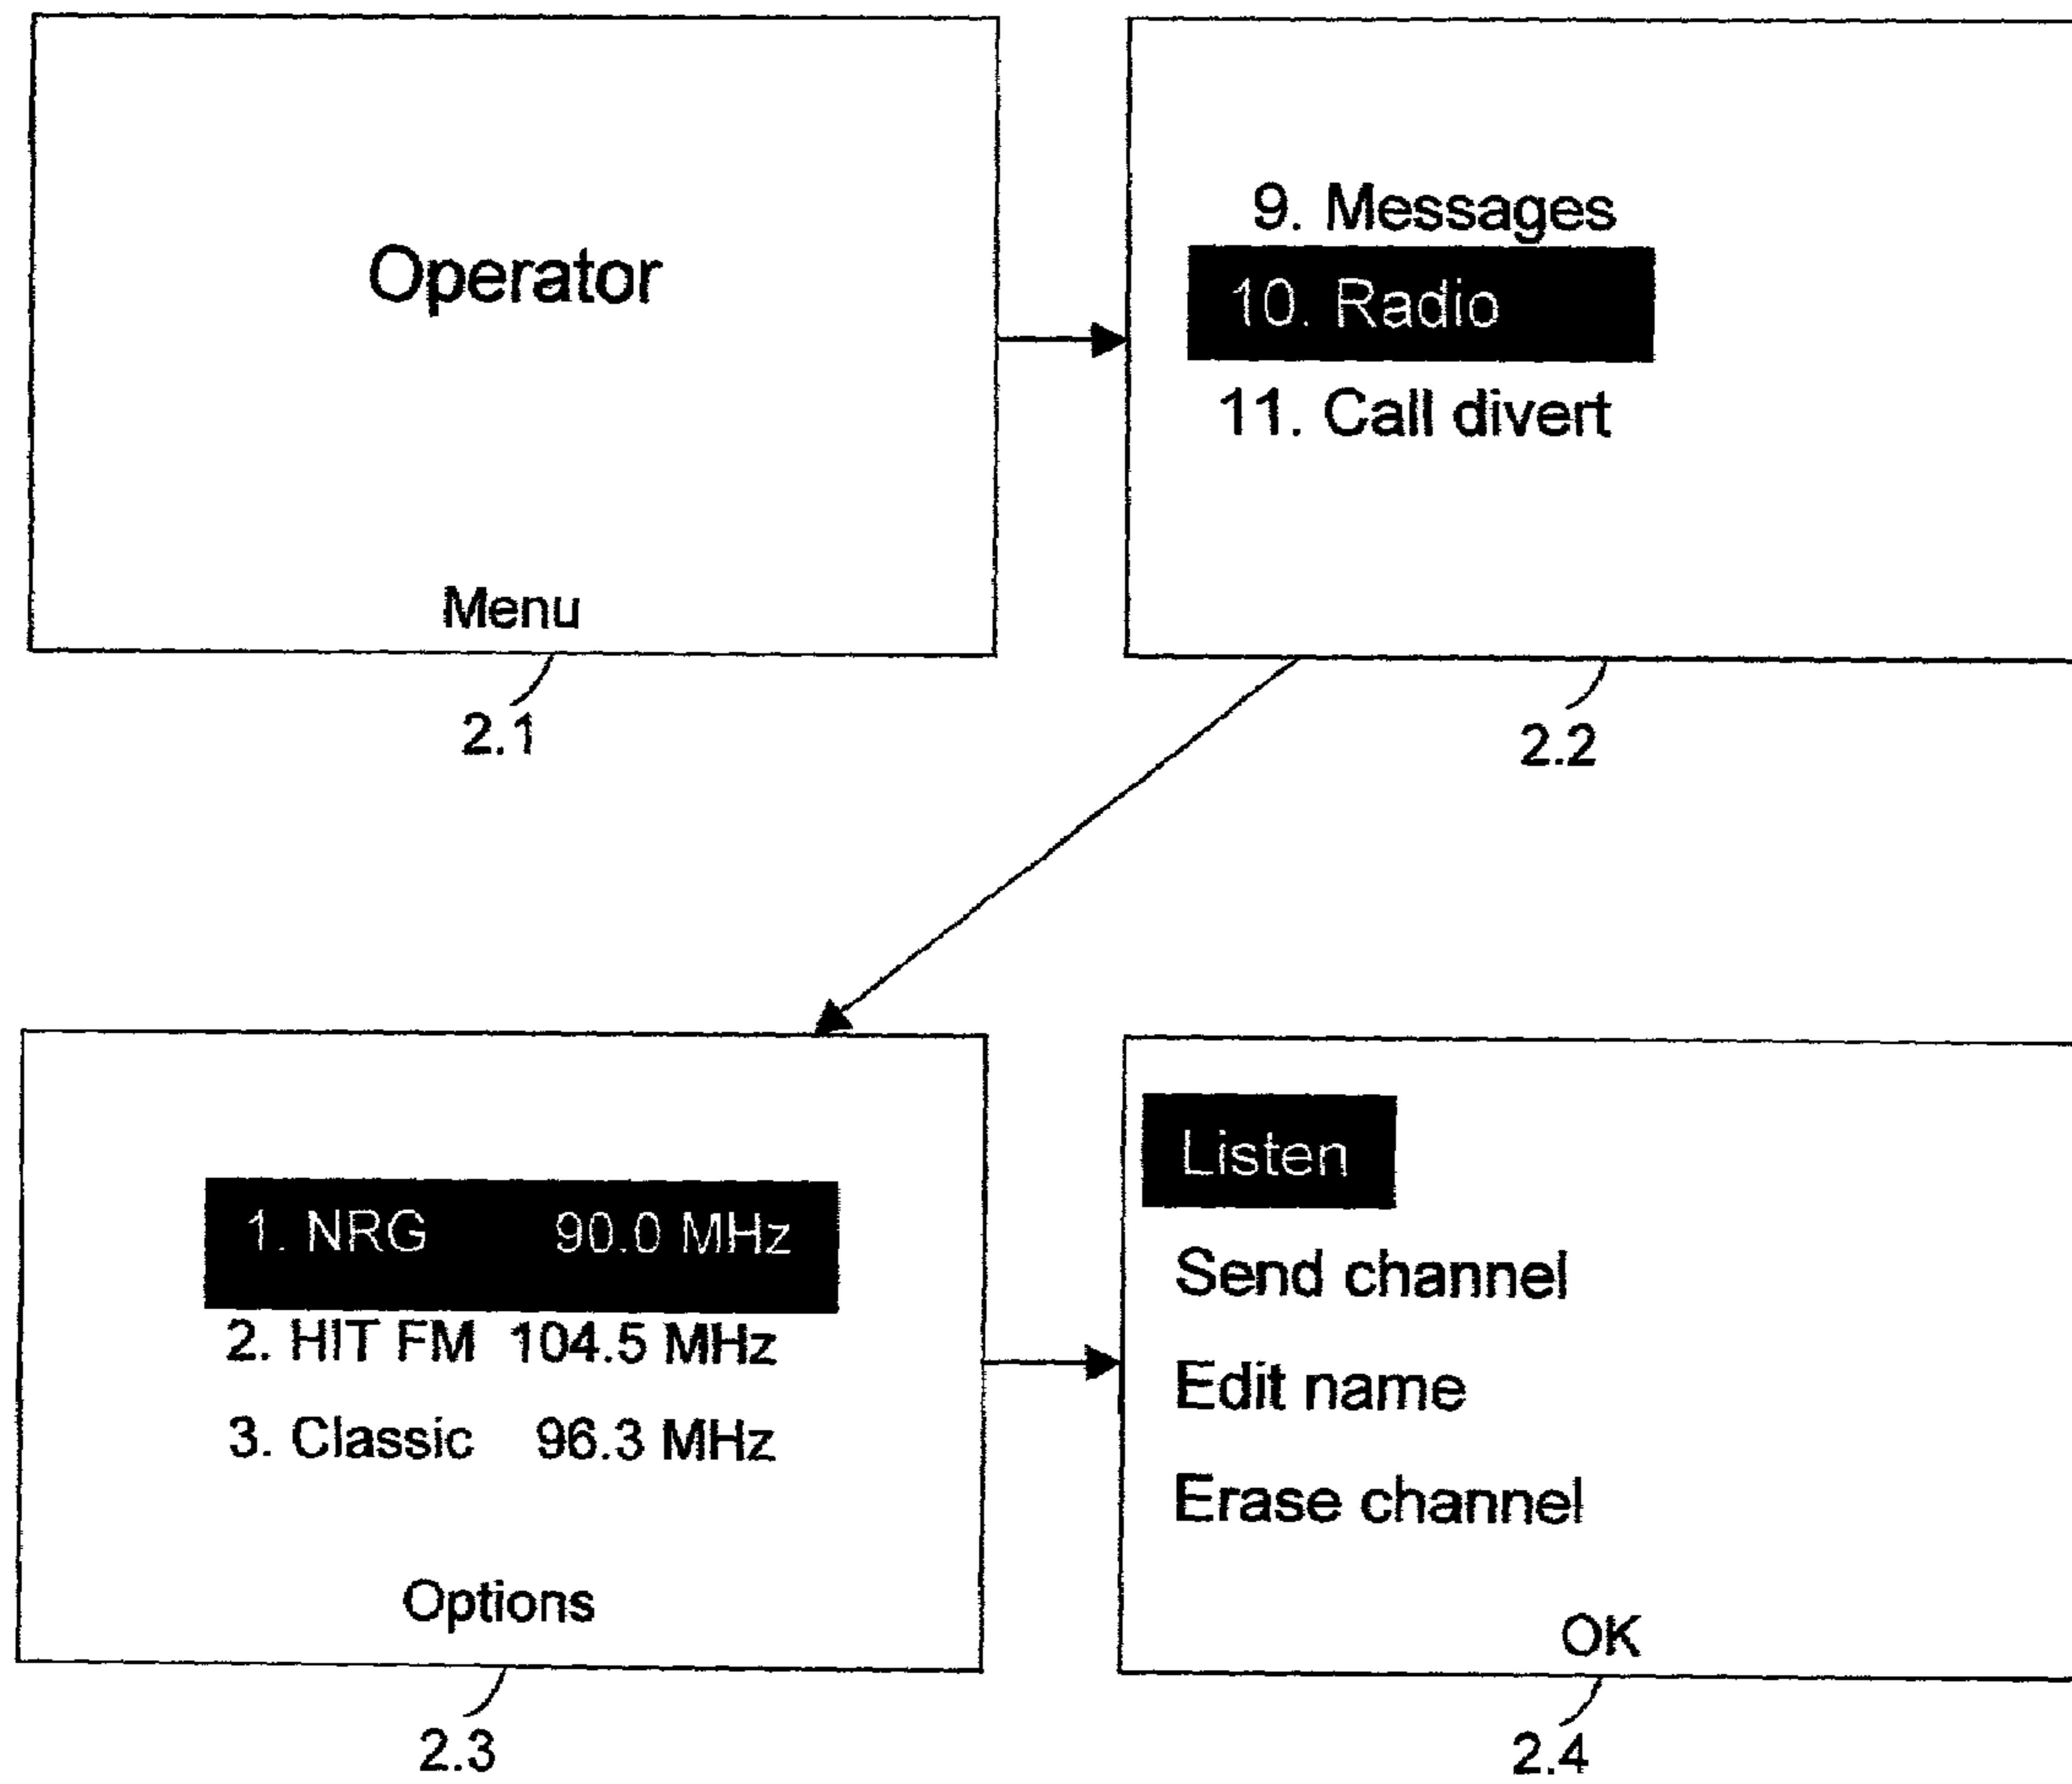 Operator
Menu
2.1
9. Messages
10. Radio
11. Call divert
2.2
1. NRG 90.0 MHz
2. HIT FM 104.5 MHz
3. Classic 96.3 MHz
Options
2.3
Listen
Send channel
Edit name
Erase channel
OK
2.4